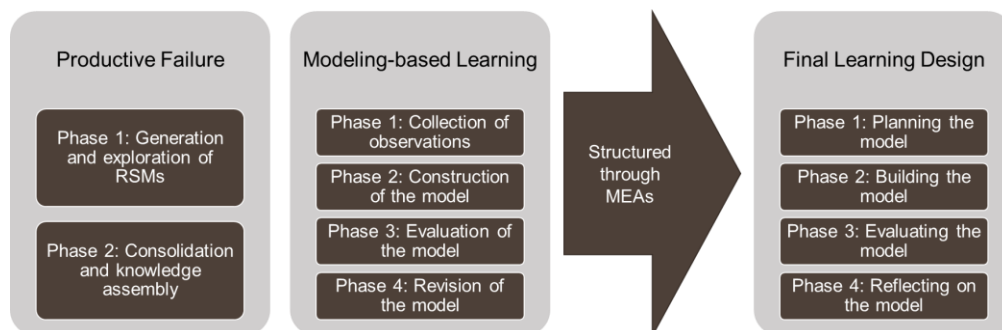 Productive Failure
Phase 1: Generation
and exploration of
RSMs
Phase 2: Consolidation
and knowledge
assembly
Modeling-based Learning
Phase 1: Collection of
observations
Phase 2: Construction
of the model
Phase 3: Evaluation of
the model
Phase 4: Revision of
the model
Structured
through
MEAs
Final Learning Design
Phase 1: Planning the
model
Phase 2: Building the
model
Phase 3: Evaluating the
model
Phase 4: Reflecting on
the model